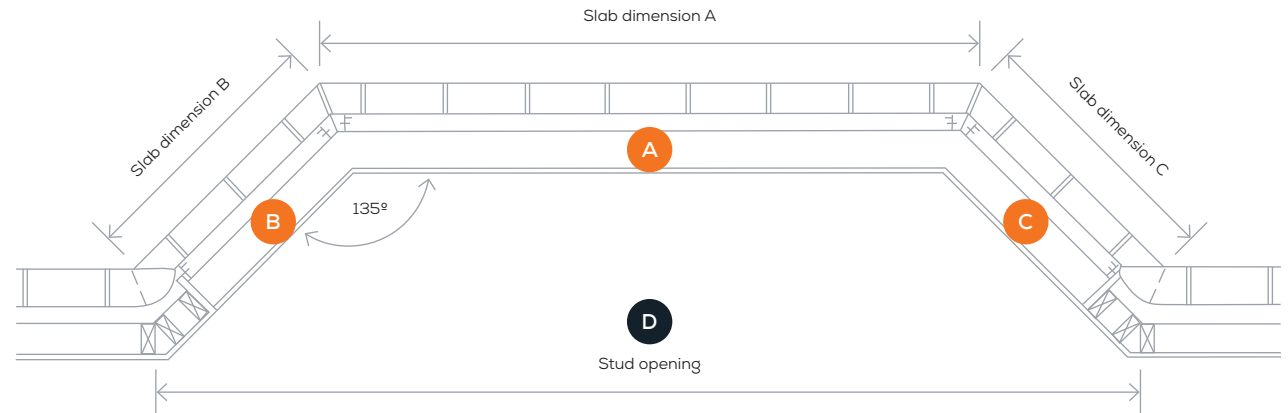 Slab dimension A
Slab dimension B
Slab dimension C
A
135º
B
C
D
Stud opening